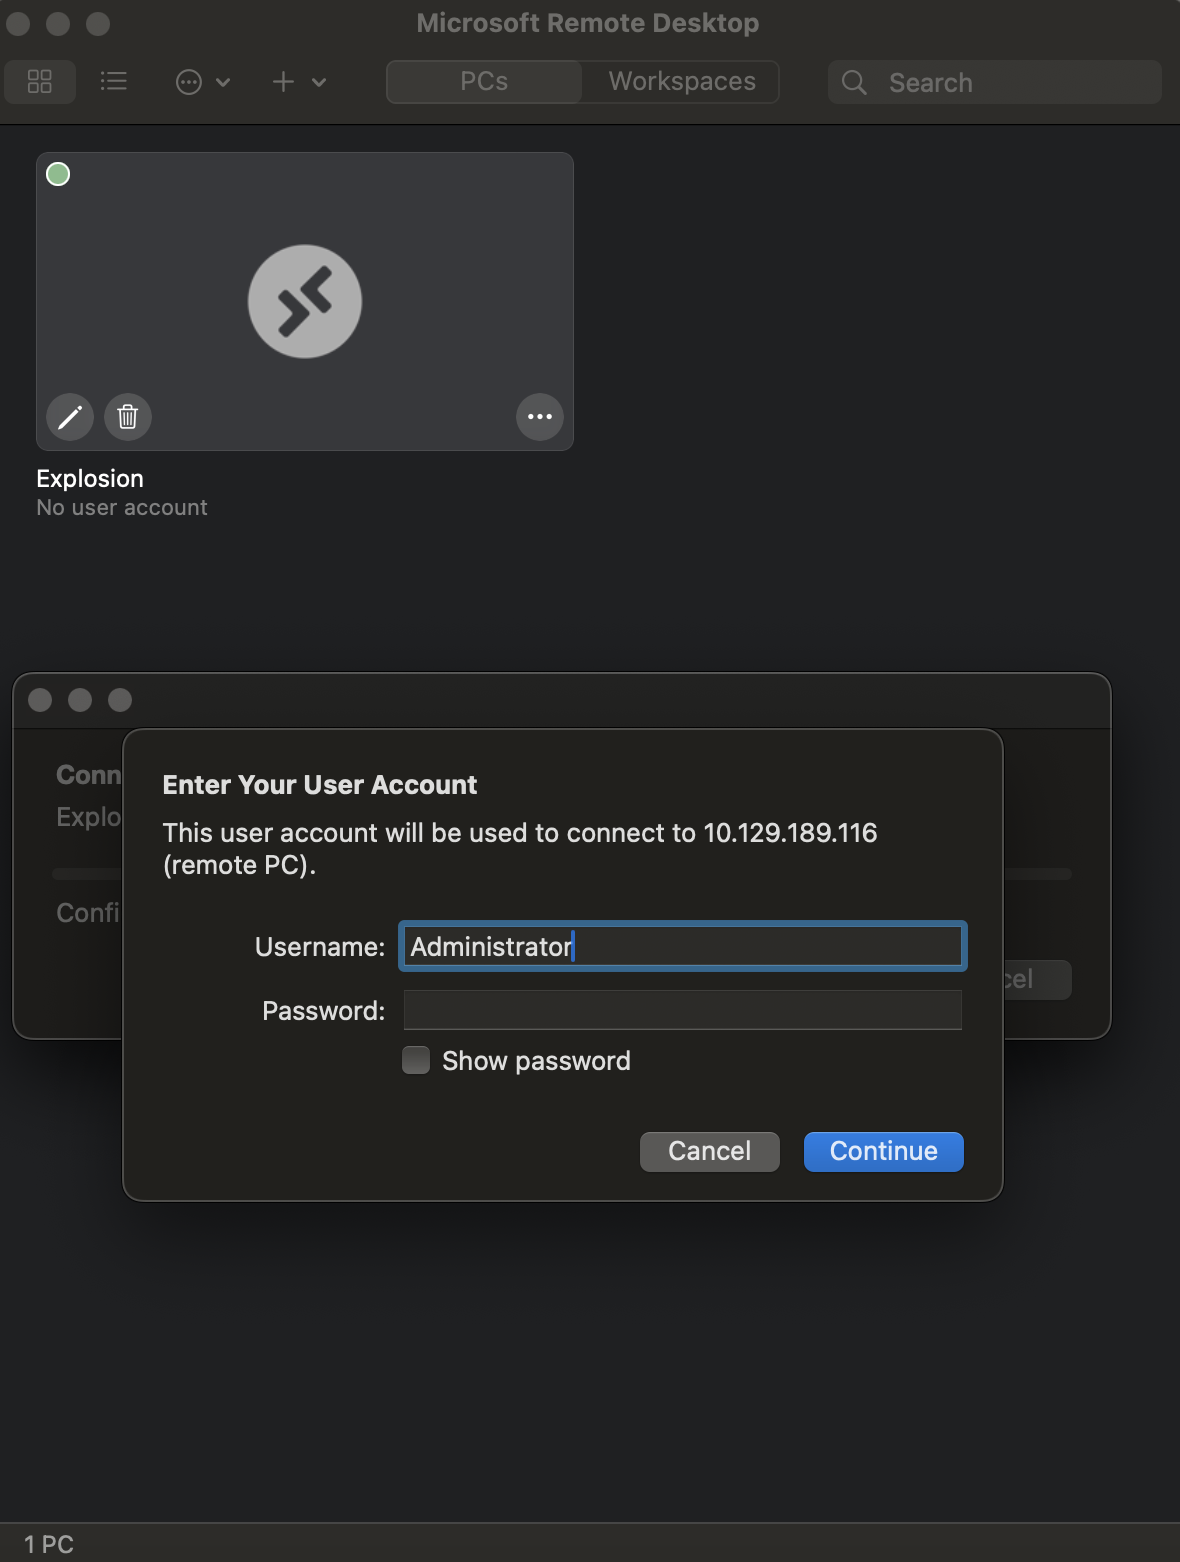 Microsoft Remote Desktop
PCs
Workspaces
Search
Explosion
No user account
Conn
Explo
Confi
cel
Enter Your User Account
This user account will be used to connect to 10.129.189.116
(remote PC).
Username: Administrator
Password:
Show password
Cancel
Continue
1 PC